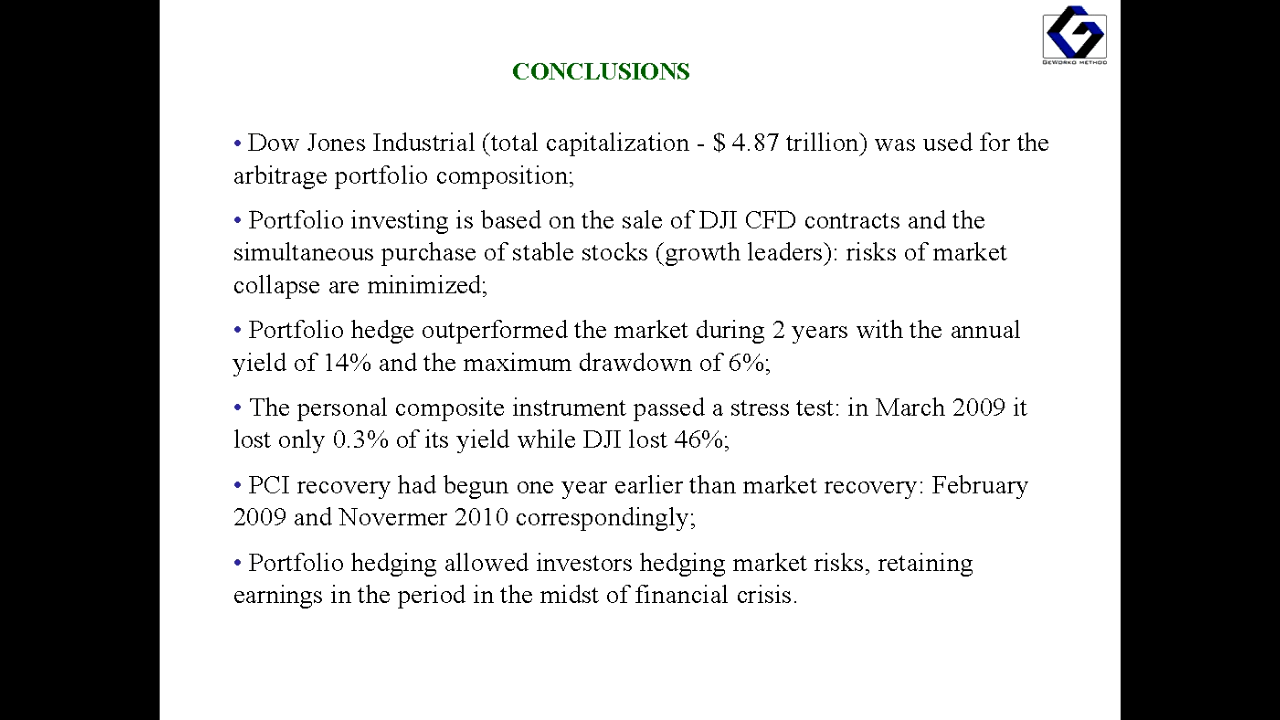 GEWORKO METHOD
CONCLUSIONS
• Dow Jones Industrial (total capitalization - $ 4.87 trillion) was used for the
arbitrage portfolio composition;
• Portfolio investing is based on the sale of DJI CFD contracts and the
simultaneous purchase of stable stocks (growth leaders): risks of market
collapse are minimized;
• Portfolio hedge outperformed the market during 2 years with the annual
yield of 14% and the maximum drawdown of 6%;
• The personal composite instrument passed a stress test: in March 2009 it
lost only 0.3% of its yield while DJI lost 46%;
• PCI recovery had begun one year earlier than market recovery: February
2009 and Novermer 2010 correspondingly;
• Portfolio hedging allowed investors hedging market risks, retaining
earnings in the period in the midst of financial crisis.